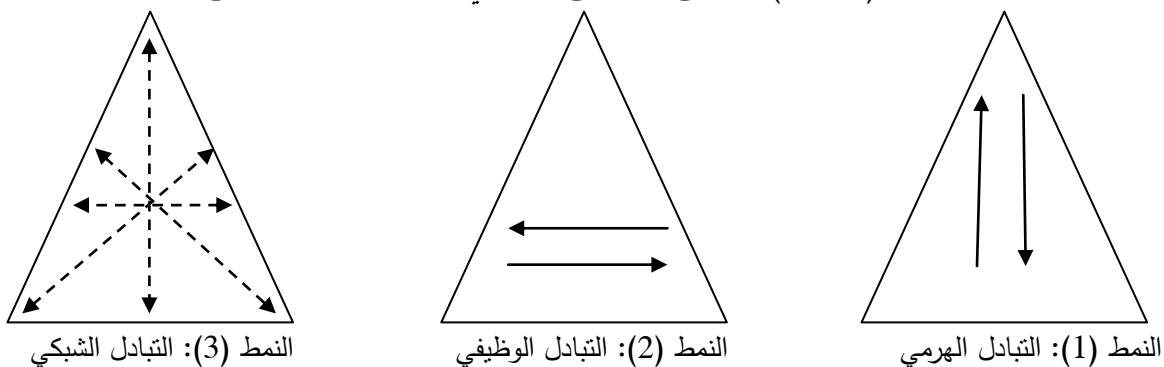 النمط (1): التبادل الهرمي
النمط (2): التبادل الوظيفي
النمط (3): التبادل الشبكي